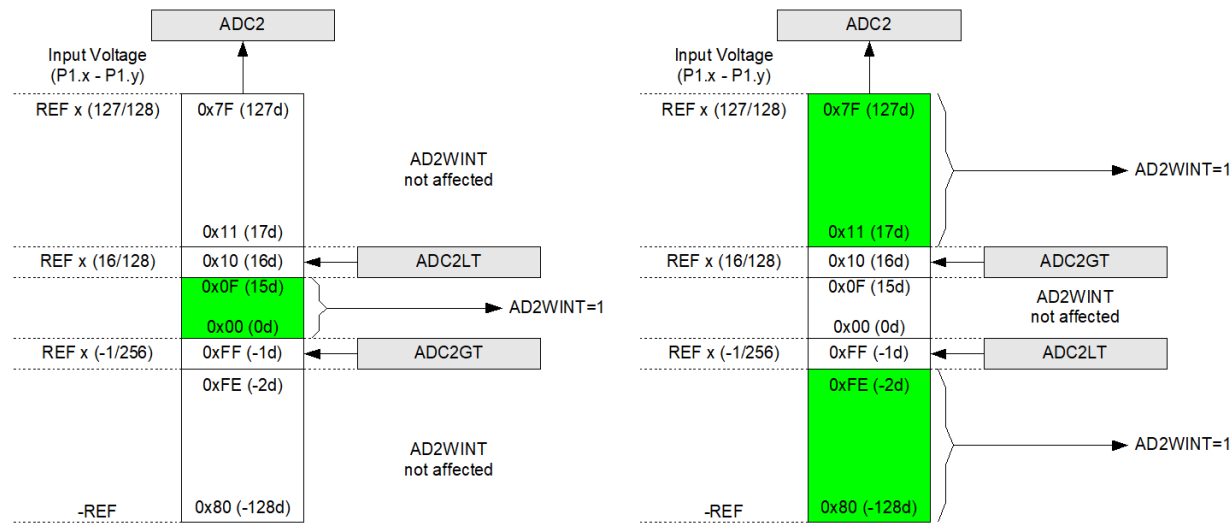 ADC2
Input Voltage
(P1.x - P1.y)
REF x (127/128)
0x7F (127d)
AD2WINT
not affected
0x11 (17d)
REF x (16/128)
0x10 (16d)
ADC2LT
0x0F (15d)
AD2WINT=1
0x00 (0d)
REF x (-1/256)
0xFF (-1d)
ADC2GT
0xFE (-2d)
AD2WINT
not affected
0x80 (-128d)
-REF
ADC2
Input Voltage
(P1.x - P1.y)
REF x (127/128)
0x7F (127d)
AD2WINT=1
0x11 (17d)
REF x (16/128)
0x10 (16d)
ADC2GT
0x0F (15d)
AD2WINT
not affected
0x00 (0d)
REF x (-1/256)
0xFF (-1d)
ADC2LT
0xFE (-2d)
AD2WINT=1
0x80 (-128d)
-REF